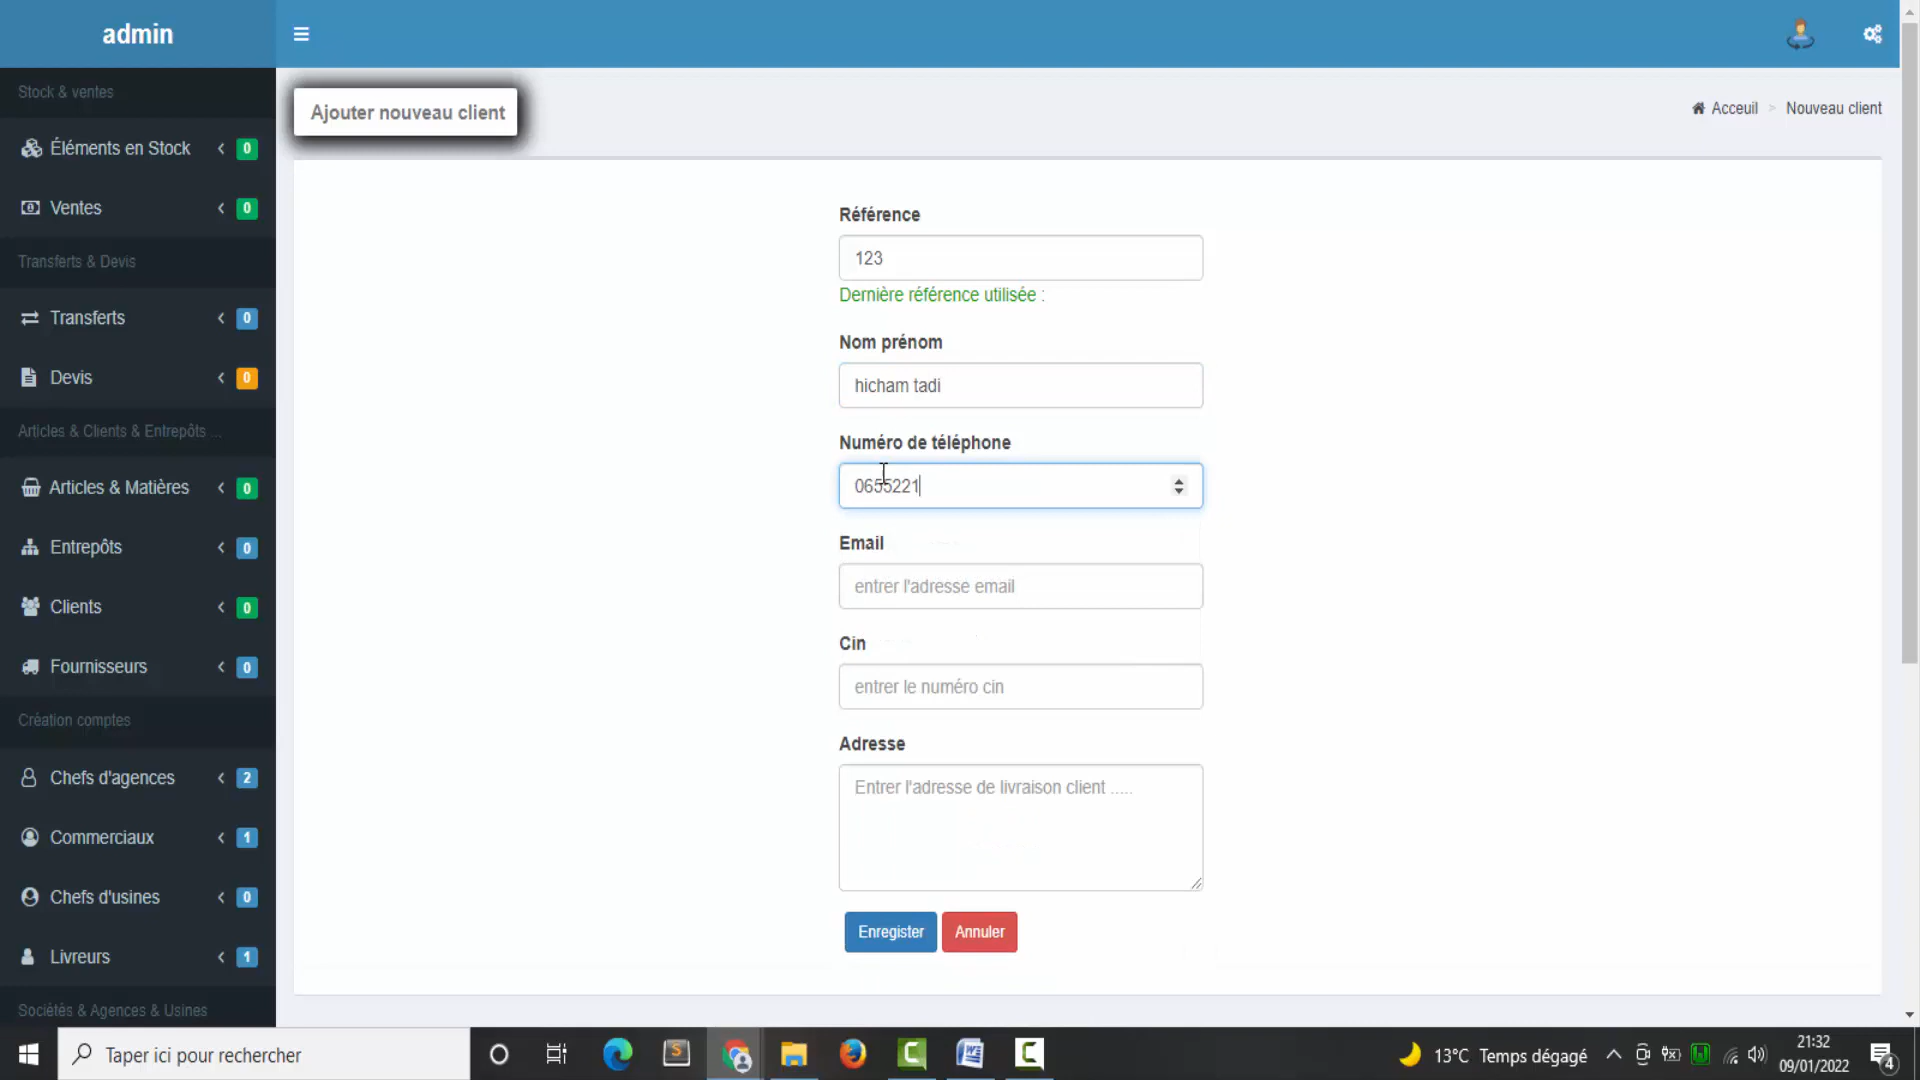 admin
Stock & ventes
Éléments en Stock 0
Ventes 0
Transferts & Devis
Transferts 0
Devis 0
Articles & Clients & Entrepôts ...
Articles & Matières 0
Entrepôts 0
Clients 0
Fournisseurs 0
Création comptes
Chefs d'agences 2
Commerciaux 1
Chefs d'usines 0
Livreurs 1
Sociétés & Agences & Usines
Ajouter nouveau client
Acceuil > Nouveau client
Référence
123
Dernière référence utilisée :
Nom prénom
hicham tadi
Numéro de téléphone
0655221
Email
entrer l'adresse email
Cin
entrer le numéro cin
Adresse
Entrer l'adresse de livraison client .....
Enregister Annuler
Taper ici pour rechercher
13°C Temps dégagé
21:32
09/01/2022
4